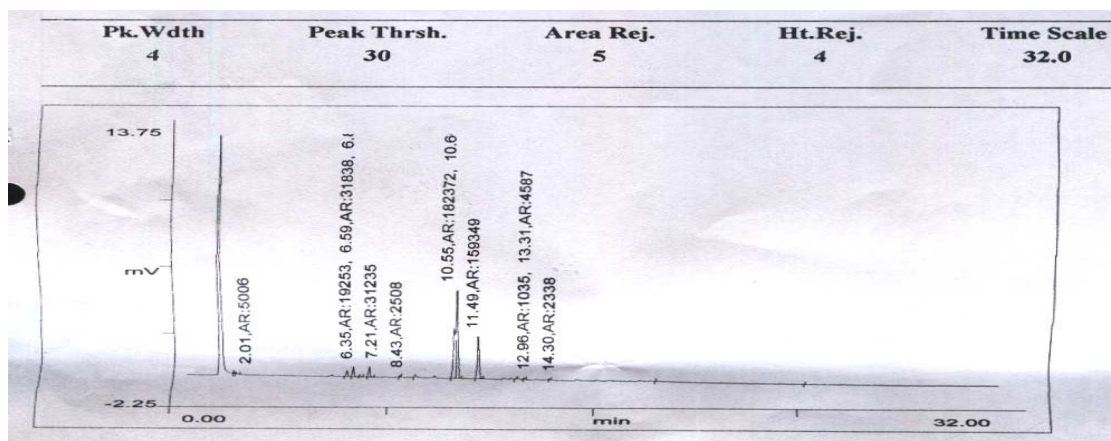 Pk.Wdth Peak Thrsh. Area Rej. Ht.Rej. Time Scale
4 30 5 4 32.0
13.75
mV
-2.25
2.01,AR:5006
6.35,AR:19253, 6.59,AR:31838,
7.21,AR:31235
8.43,AR:2508
10.55,AR:182372, 10.6
11.49,AR:159349
12.96,AR:1035, 13.31,AR:4587
14.30,AR:2338
0.00 min 32.00